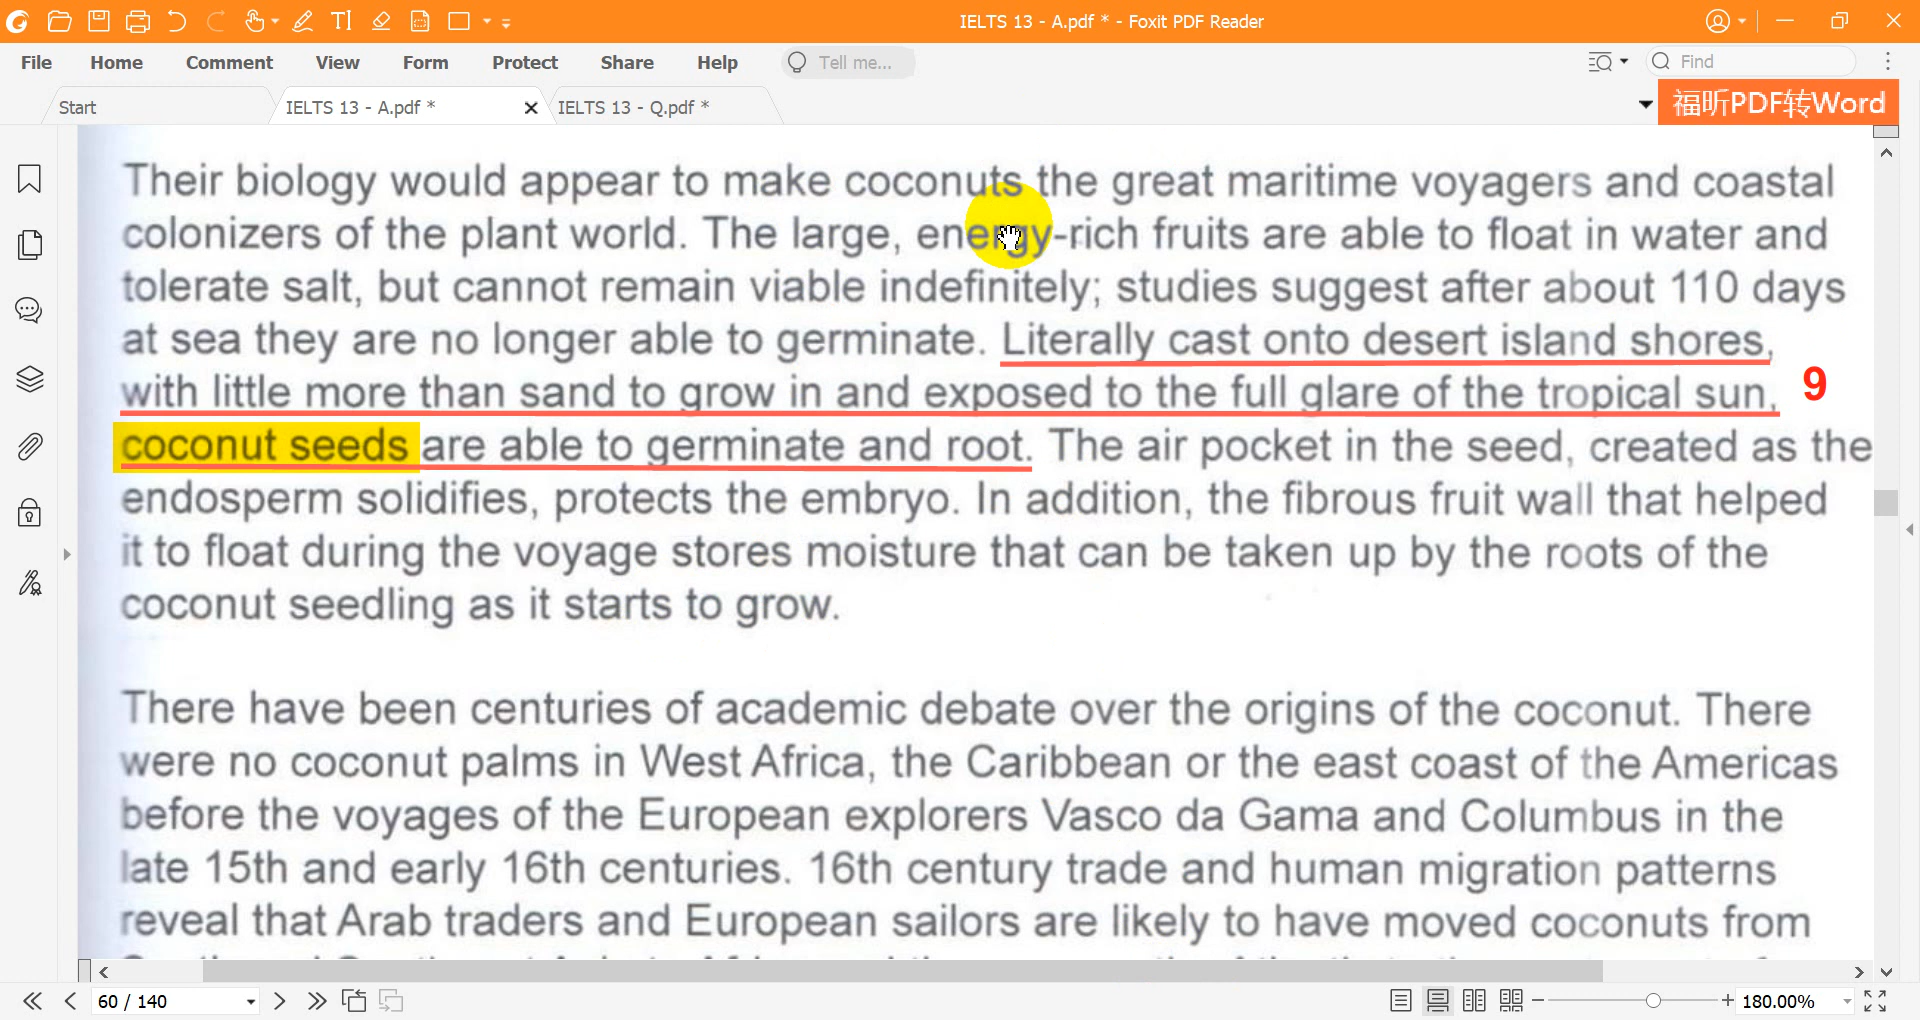 IELTS 13 - A.pdf * - Foxit PDF Reader
File Home Comment View Form Protect Share Help Tell me... Find
Start IELTS 13 - A.pdf * IELTS 13 - Q.pdf * 福昕PDF转Word
Their biology would appear to make coconuts the great maritime voyagers and coastal
colonizers of the plant world. The large, energy-rich fruits are able to float in water and
tolerate salt, but cannot remain viable indefinitely; studies suggest after about 110 days
at sea they are no longer able to germinate. Literally cast onto desert island shores,
with little more than sand to grow in and exposed to the full glare of the tropical sun, 9
coconut seeds are able to germinate and root. The air pocket in the seed, created as the
endosperm solidifies, protects the embryo. In addition, the fibrous fruit wall that helped
it to float during the voyage stores moisture that can be taken up by the roots of the
coconut seedling as it starts to grow.
There have been centuries of academic debate over the origins of the coconut. There
were no coconut palms in West Africa, the Caribbean or the east coast of the Americas
before the voyages of the European explorers Vasco da Gama and Columbus in the
late 15th and early 16th centuries. 16th century trade and human migration patterns
reveal that Arab traders and European sailors are likely to have moved coconuts from
60 / 140 180.00%